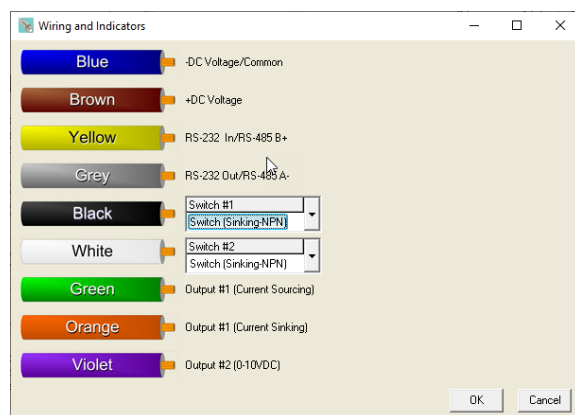 Wiring and Indicators
Blue -DC Voltage/Common
Brown +DC Voltage
Yellow RS-232 In/RS-485 B+
Grey RS-232 Out/RS-485 A-
Black Switch #1
Switch (Sinking-NPN)
White Switch #2
Switch (Sinking-NPN)
Green Output #1 (Current Sourcing)
Orange Output #1 (Current Sinking)
Violet Output #2 (0-10VDC)
OK Cancel